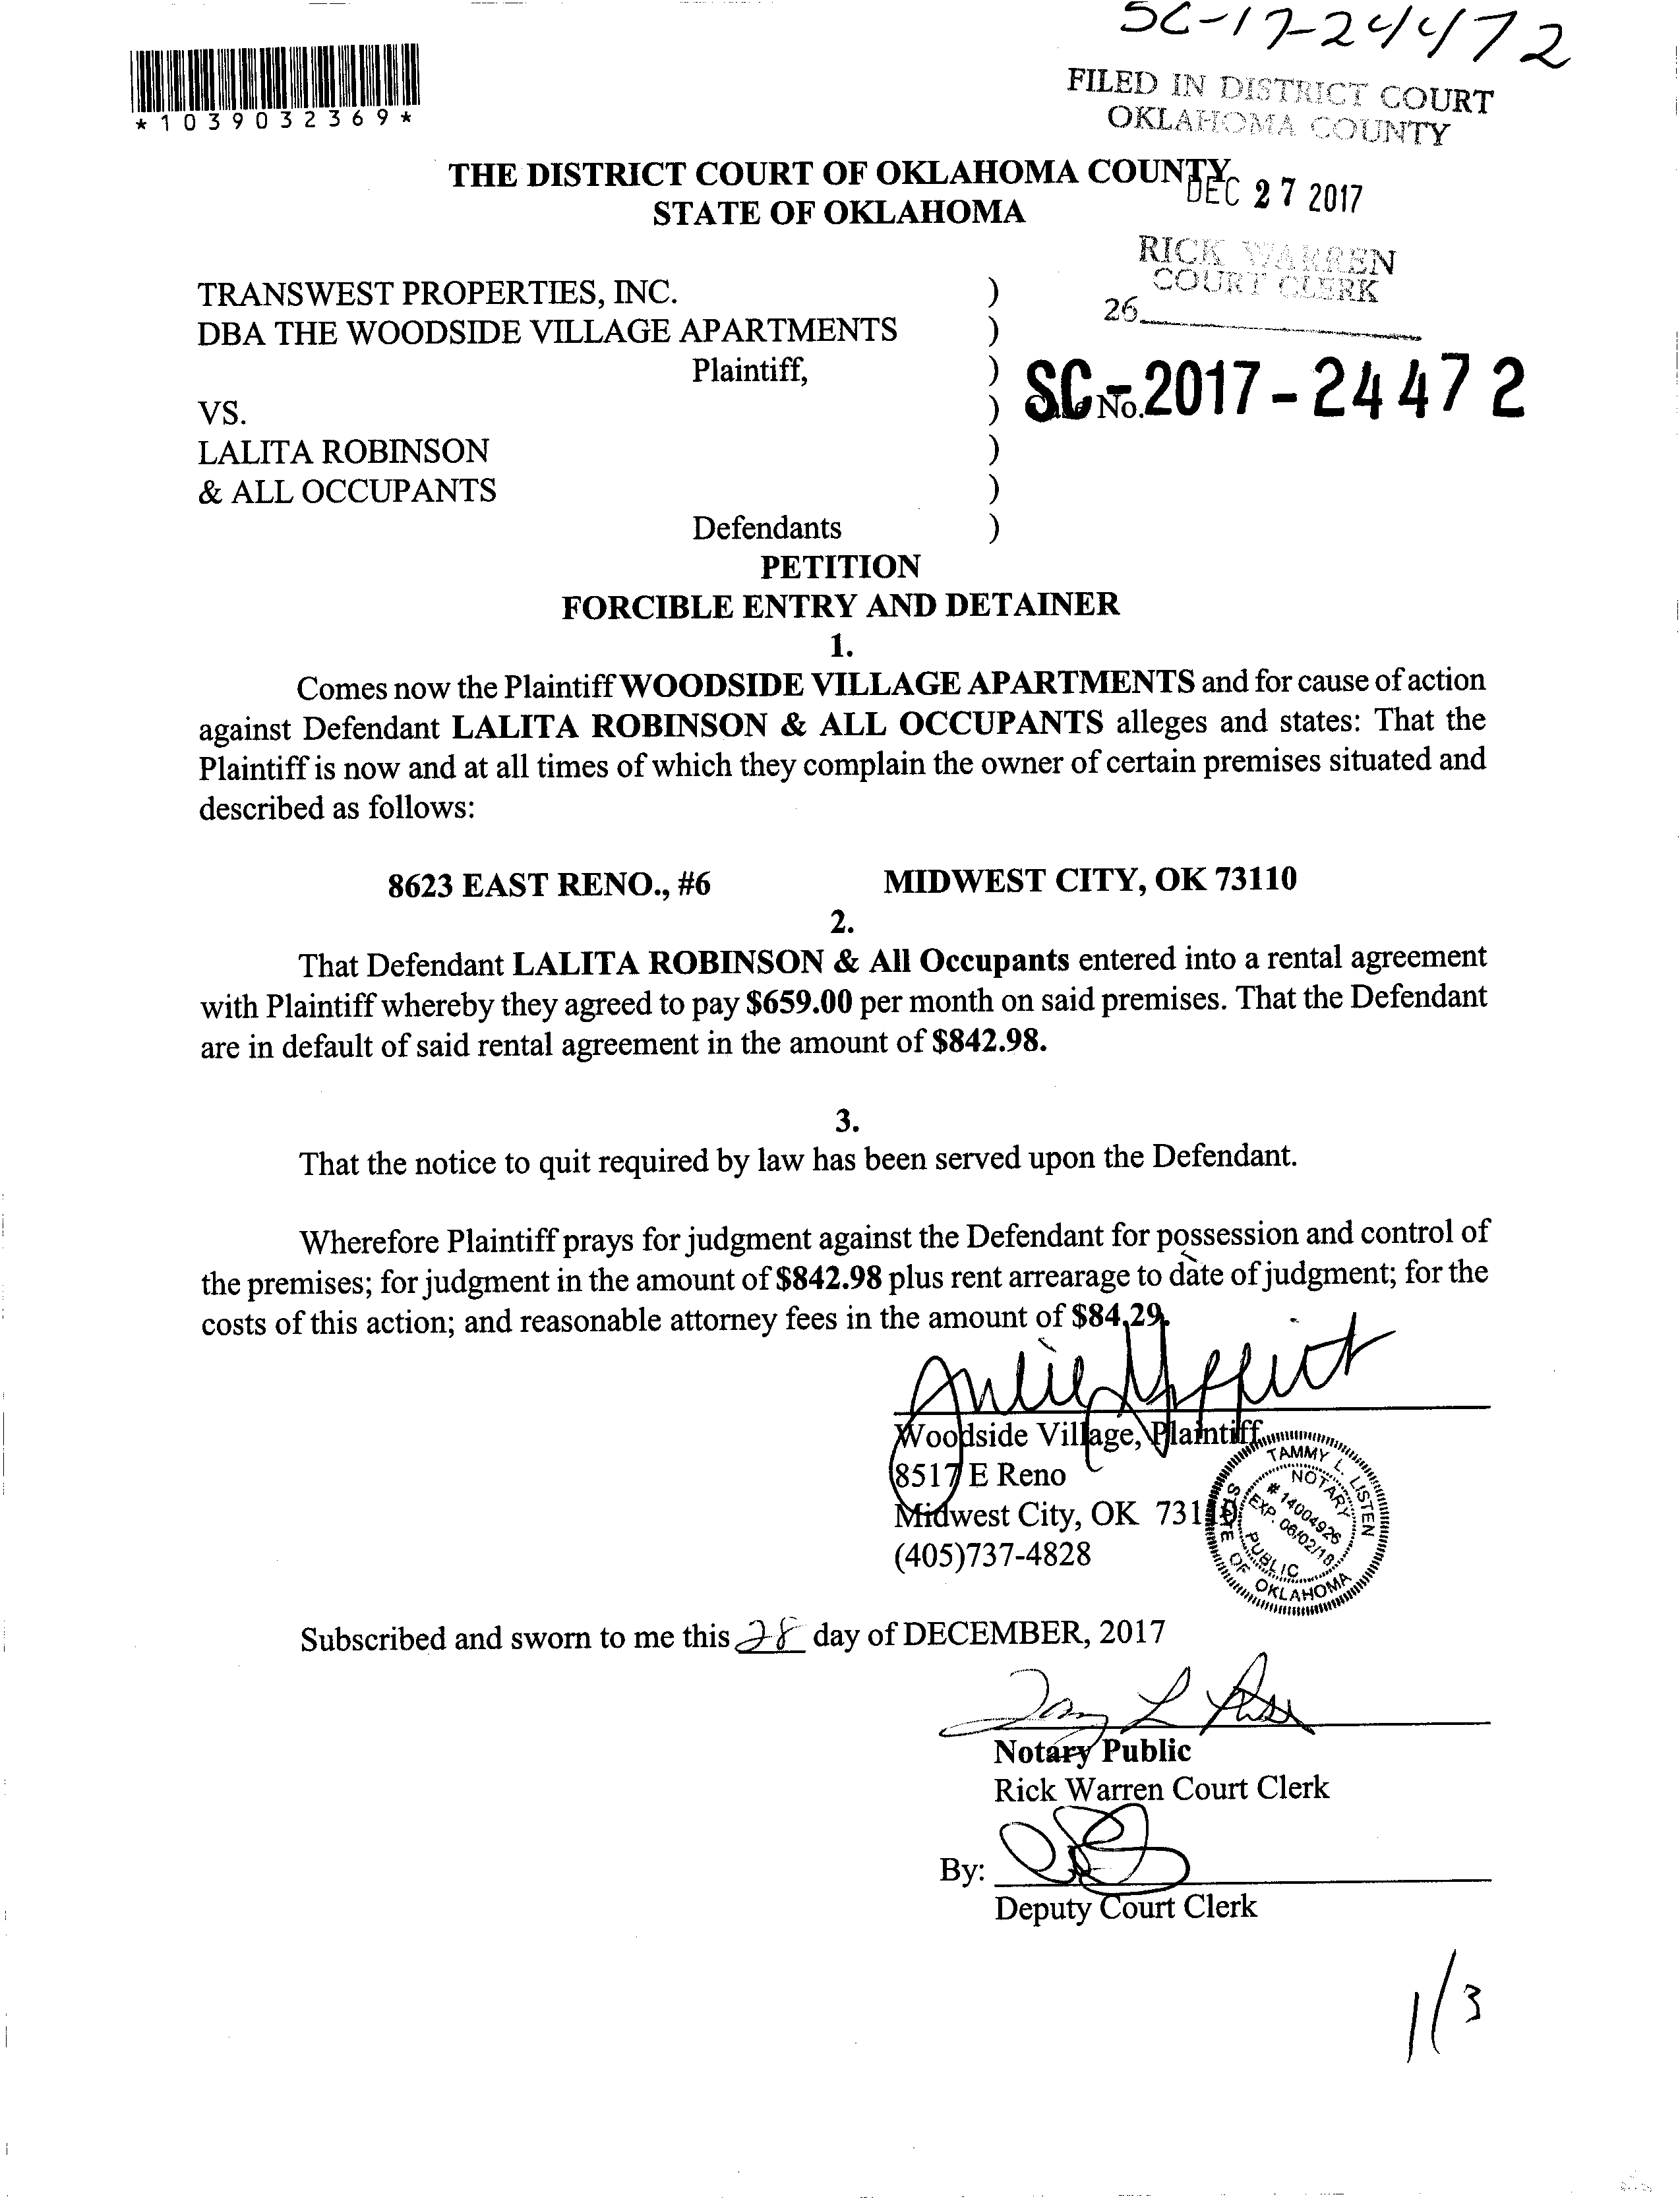 SC-17-24472
*1039032369*
FILED IN DISTRICT COURT
OKLAHOMA COUNTY
THE DISTRICT COURT OF OKLAHOMA COUNTY
DEC 27 2017
STATE OF OKLAHOMA
RICK WARREN
COURT CLERK
26
TRANSWEST PROPERTIES, INC. )
DBA THE WOODSIDE VILLAGE APARTMENTS )
Plaintiff, )
SC-2017-24472
No.
VS. )
LALITA ROBINSON )
& ALL OCCUPANTS )
Defendants )
PETITION
FORCIBLE ENTRY AND DETAINER
1.
Comes now the Plaintiff WOODSIDE VILLAGE APARTMENTS and for cause of action
against Defendant LALITA ROBINSON & ALL OCCUPANTS alleges and states: That the
Plaintiff is now and at all times of which they complain the owner of certain premises situated and
described as follows:
8623 EAST RENO., #6 MIDWEST CITY, OK 73110
2.
That Defendant LALITA ROBINSON & All Occupants entered into a rental agreement
with Plaintiff whereby they agreed to pay $659.00 per month on said premises. That the Defendant
are in default of said rental agreement in the amount of $842.98.
3.
That the notice to quit required by law has been served upon the Defendant.
Wherefore Plaintiff prays for judgment against the Defendant for possession and control of
the premises; for judgment in the amount of $842.98 plus rent arrearage to date of judgment; for the
costs of this action; and reasonable attorney fees in the amount of $84.29.
Woodside Village, Plaintiff
8517 E Reno
Midwest City, OK 73110
(405)737-4828
TAMMY L. LISTEN
NOTARY
# 14004926
EXP. 06/02/18
PUBLIC
STATE OF OKLAHOMA
Subscribed and sworn to me this 28 day of DECEMBER, 2017
Notary Public
Rick Warren Court Clerk
By:
Deputy Court Clerk
1/3